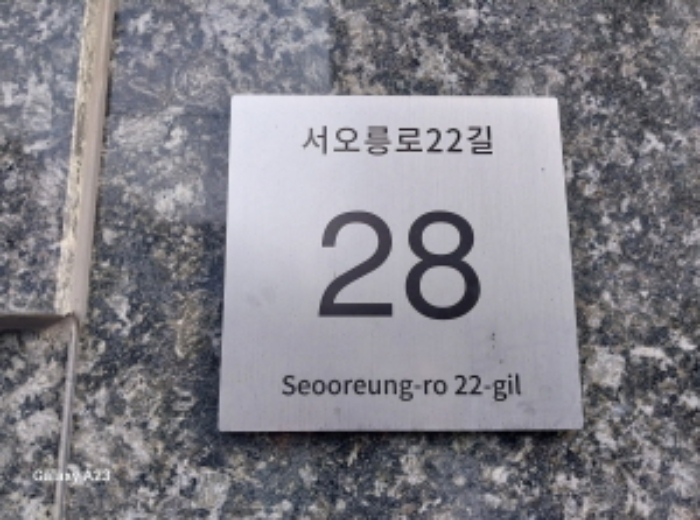 서오릉로22길
28
Seooreung-ro 22-gil
Galaxy A23